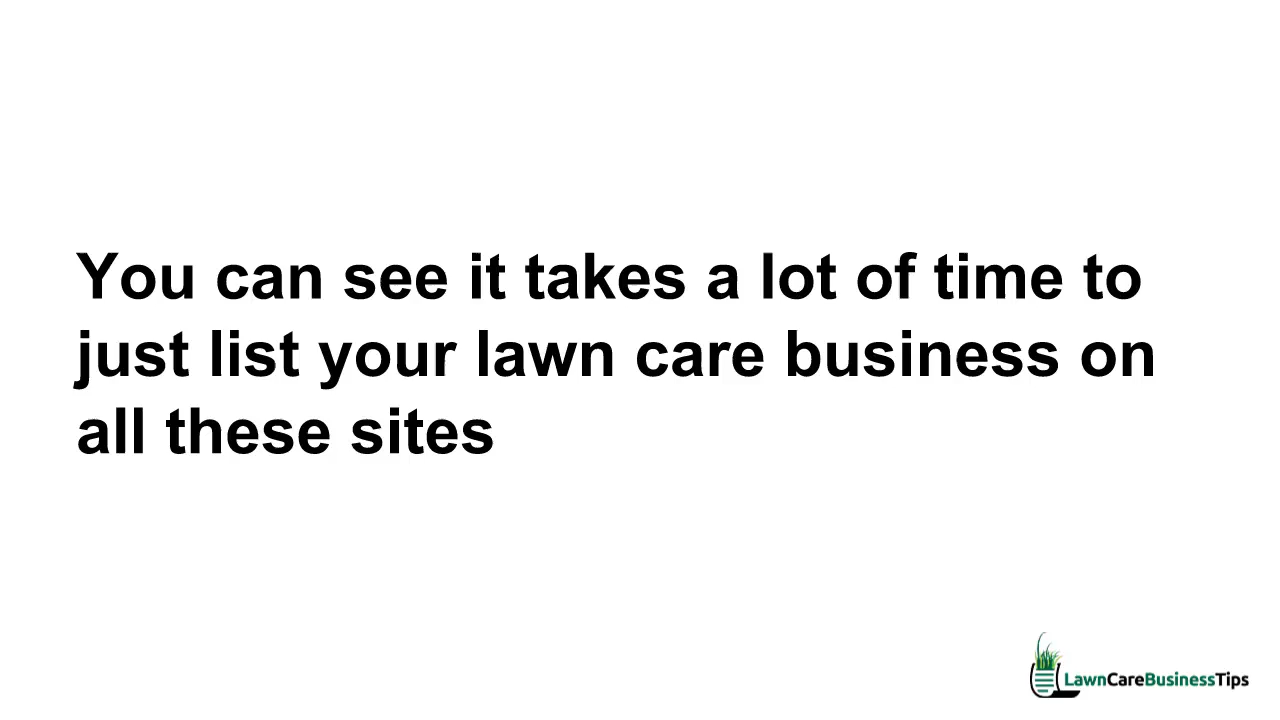 You can see it takes a lot of time to
just list your lawn care business on
all these sites
LawnCareBusinessTips